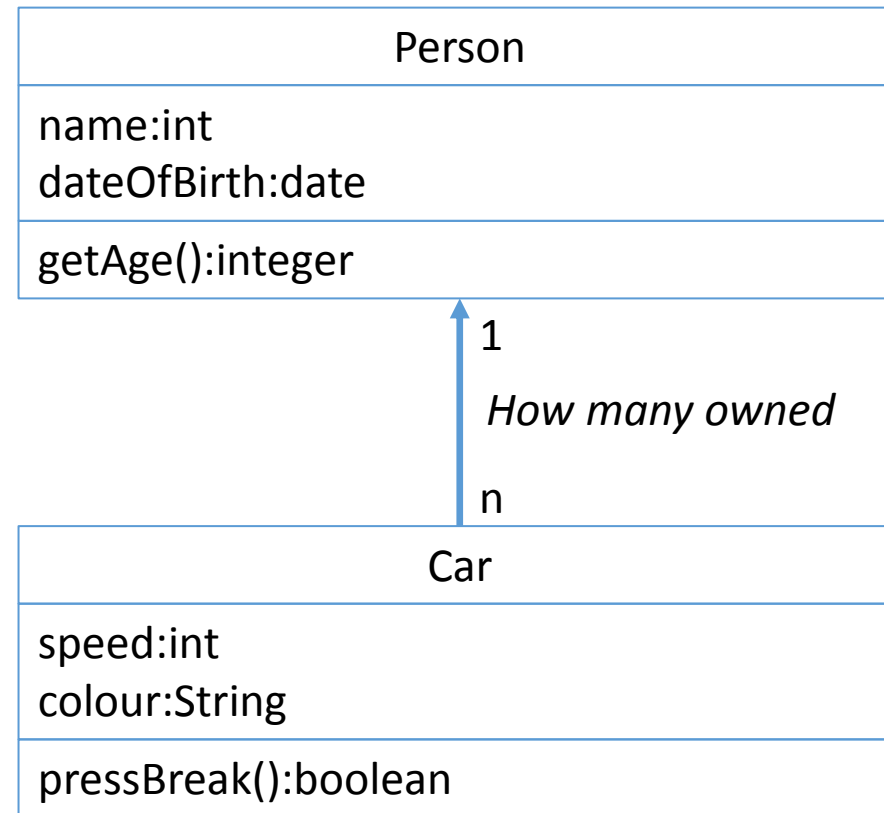 Person
name:int
dateOfBirth:date
getAge():integer
1
How many owned
n
Car
speed:int
colour:String
pressBreak():boolean